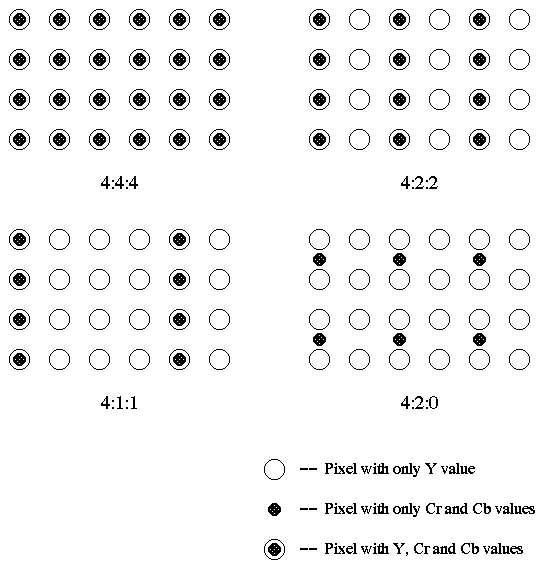 4:4:4
4:2:2
4:1:1
4:2:0
-- Pixel with only Y value
-- Pixel with only Cr and Cb values
-- Pixel with Y, Cr and Cb values